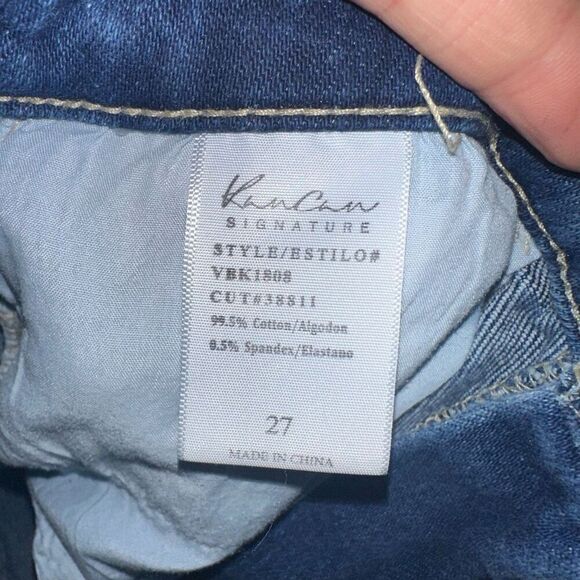 KanCan
SIGNATURE
STYLE/ESTILO#
VBK1808
CUT#38811
99.5% Cotton/Algodon
0.5% Spandex/Elastano
27
MADE IN CHINA